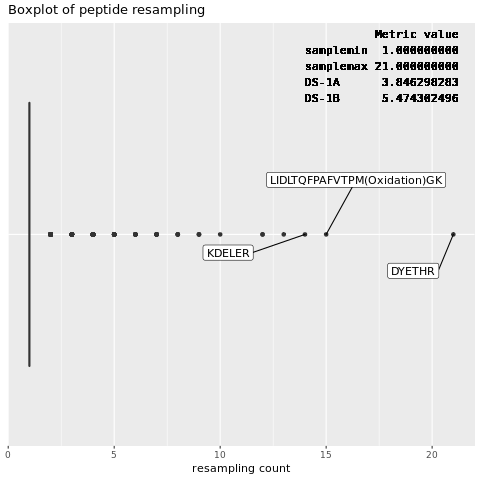 Boxplot of peptide resampling
Metric value
samplemin 1.000000000
samplemax 21.000000000
DS-1A 3.846298283
DS-1B 5.474302496
LIDLTQFPAFVTPM(Oxidation)GK
KDELER
DYETHR
0 5 10 15 20
resampling count